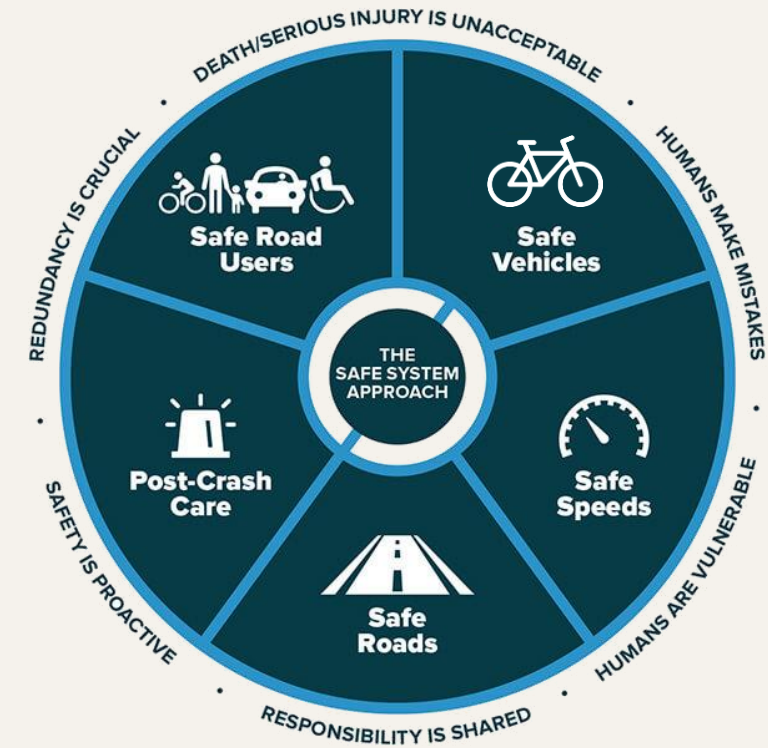 DEATH/SERIOUS INJURY IS UNACCEPTABLE
HUMANS MAKE MISTAKES
HUMANS ARE VULNERABLE
RESPONSIBILITY IS SHARED
SAFETY IS PROACTIVE
REDUNDANCY IS CRUCIAL
Safe Road
Users
Safe
Vehicles
Safe
Speeds
Safe
Roads
Post-Crash
Care
THE
SAFE SYSTEM
APPROACH